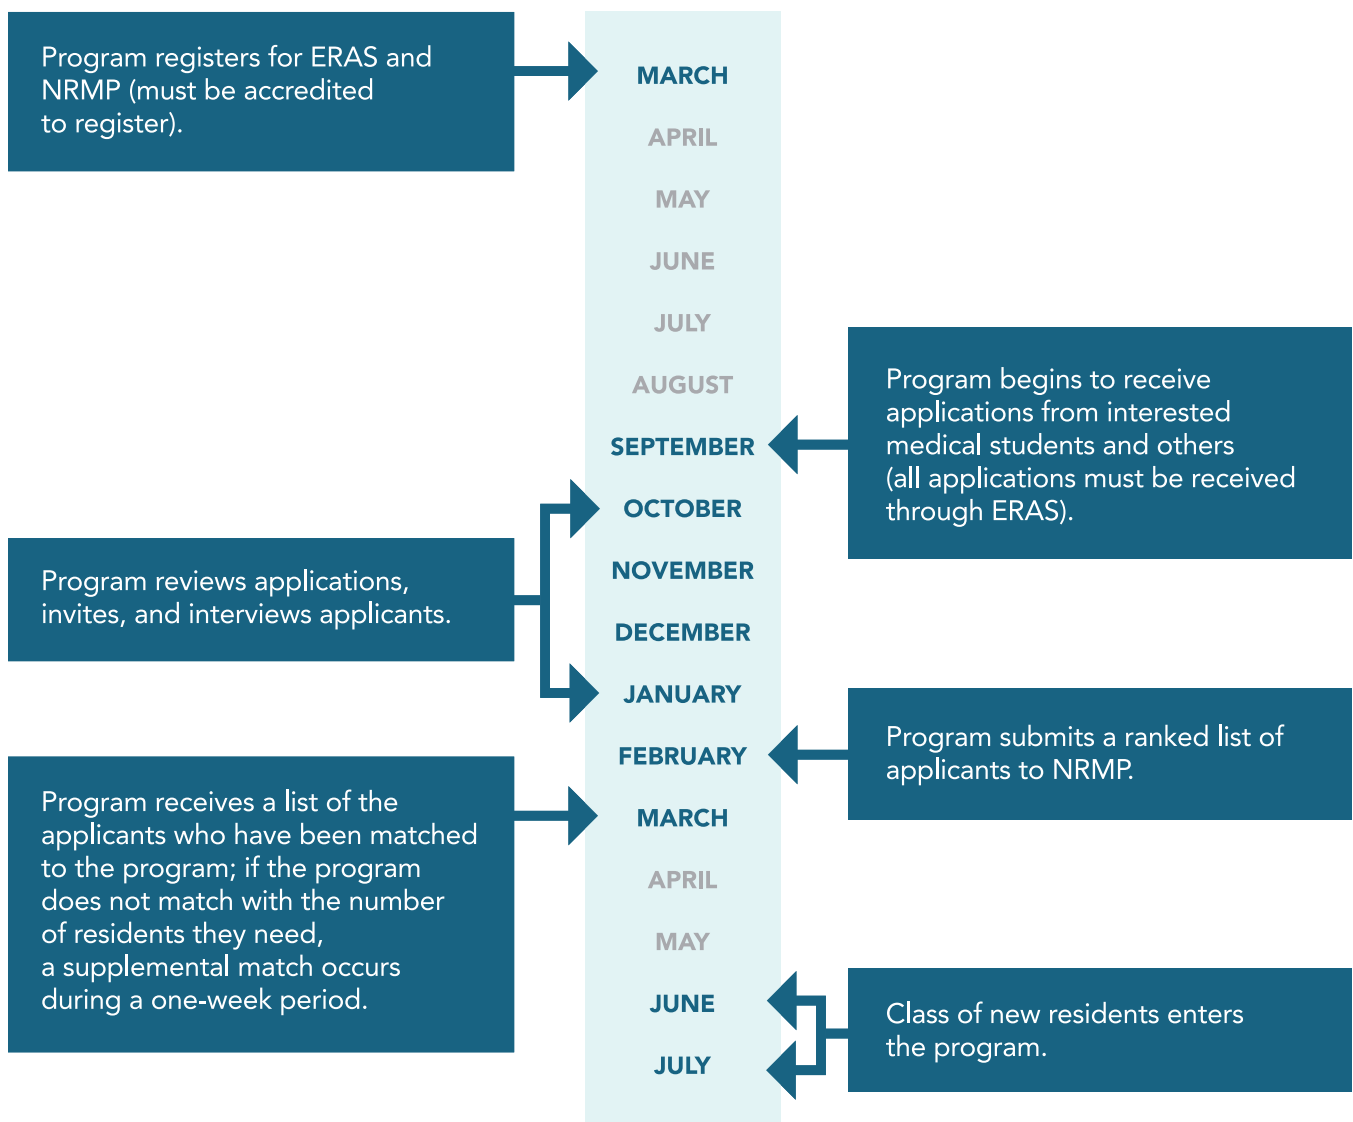 Program registers for ERAS and
NRMP (must be accredited
to register).
MARCH
APRIL
MAY
JUNE
JULY
AUGUST
SEPTEMBER
Program begins to receive
applications from interested
medical students and others
(all applications must be received
through ERAS).
OCTOBER
NOVEMBER
DECEMBER
JANUARY
Program reviews applications,
invites, and interviews applicants.
FEBRUARY
Program submits a ranked list of
applicants to NRMP.
MARCH
Program receives a list of the
applicants who have been matched
to the program; if the program
does not match with the number
of residents they need,
a supplemental match occurs
during a one-week period.
APRIL
MAY
JUNE
JULY
Class of new residents enters
the program.